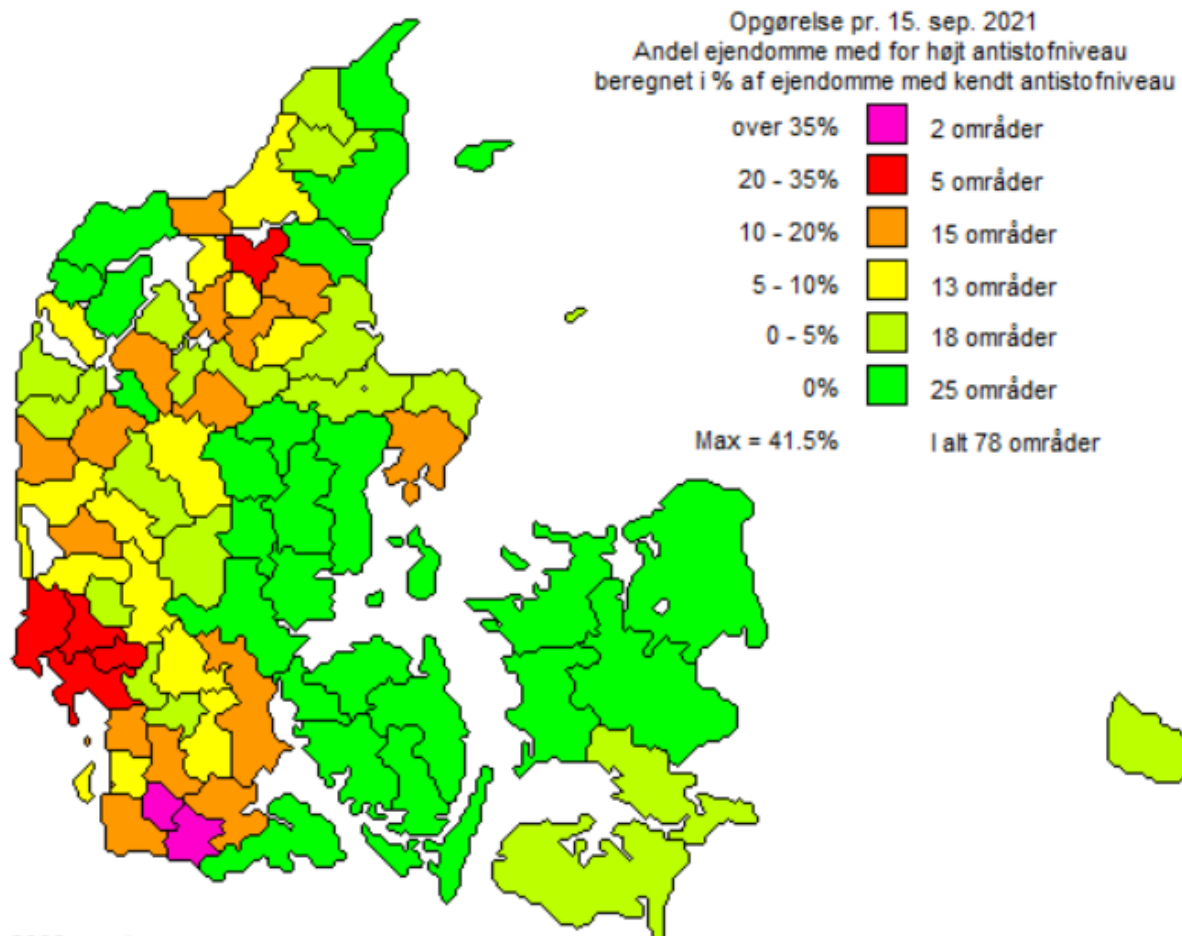 Opgørelse pr. 15. sep. 2021
Andel ejendomme med for højt antistofniveau
beregnet i % af ejendomme med kendt antistofniveau
over 35% 2 områder
20 - 35% 5 områder
10 - 20% 15 områder
5 - 10% 13 områder
0 - 5% 18 områder
0% 25 områder
Max = 41.5% I alt 78 områder